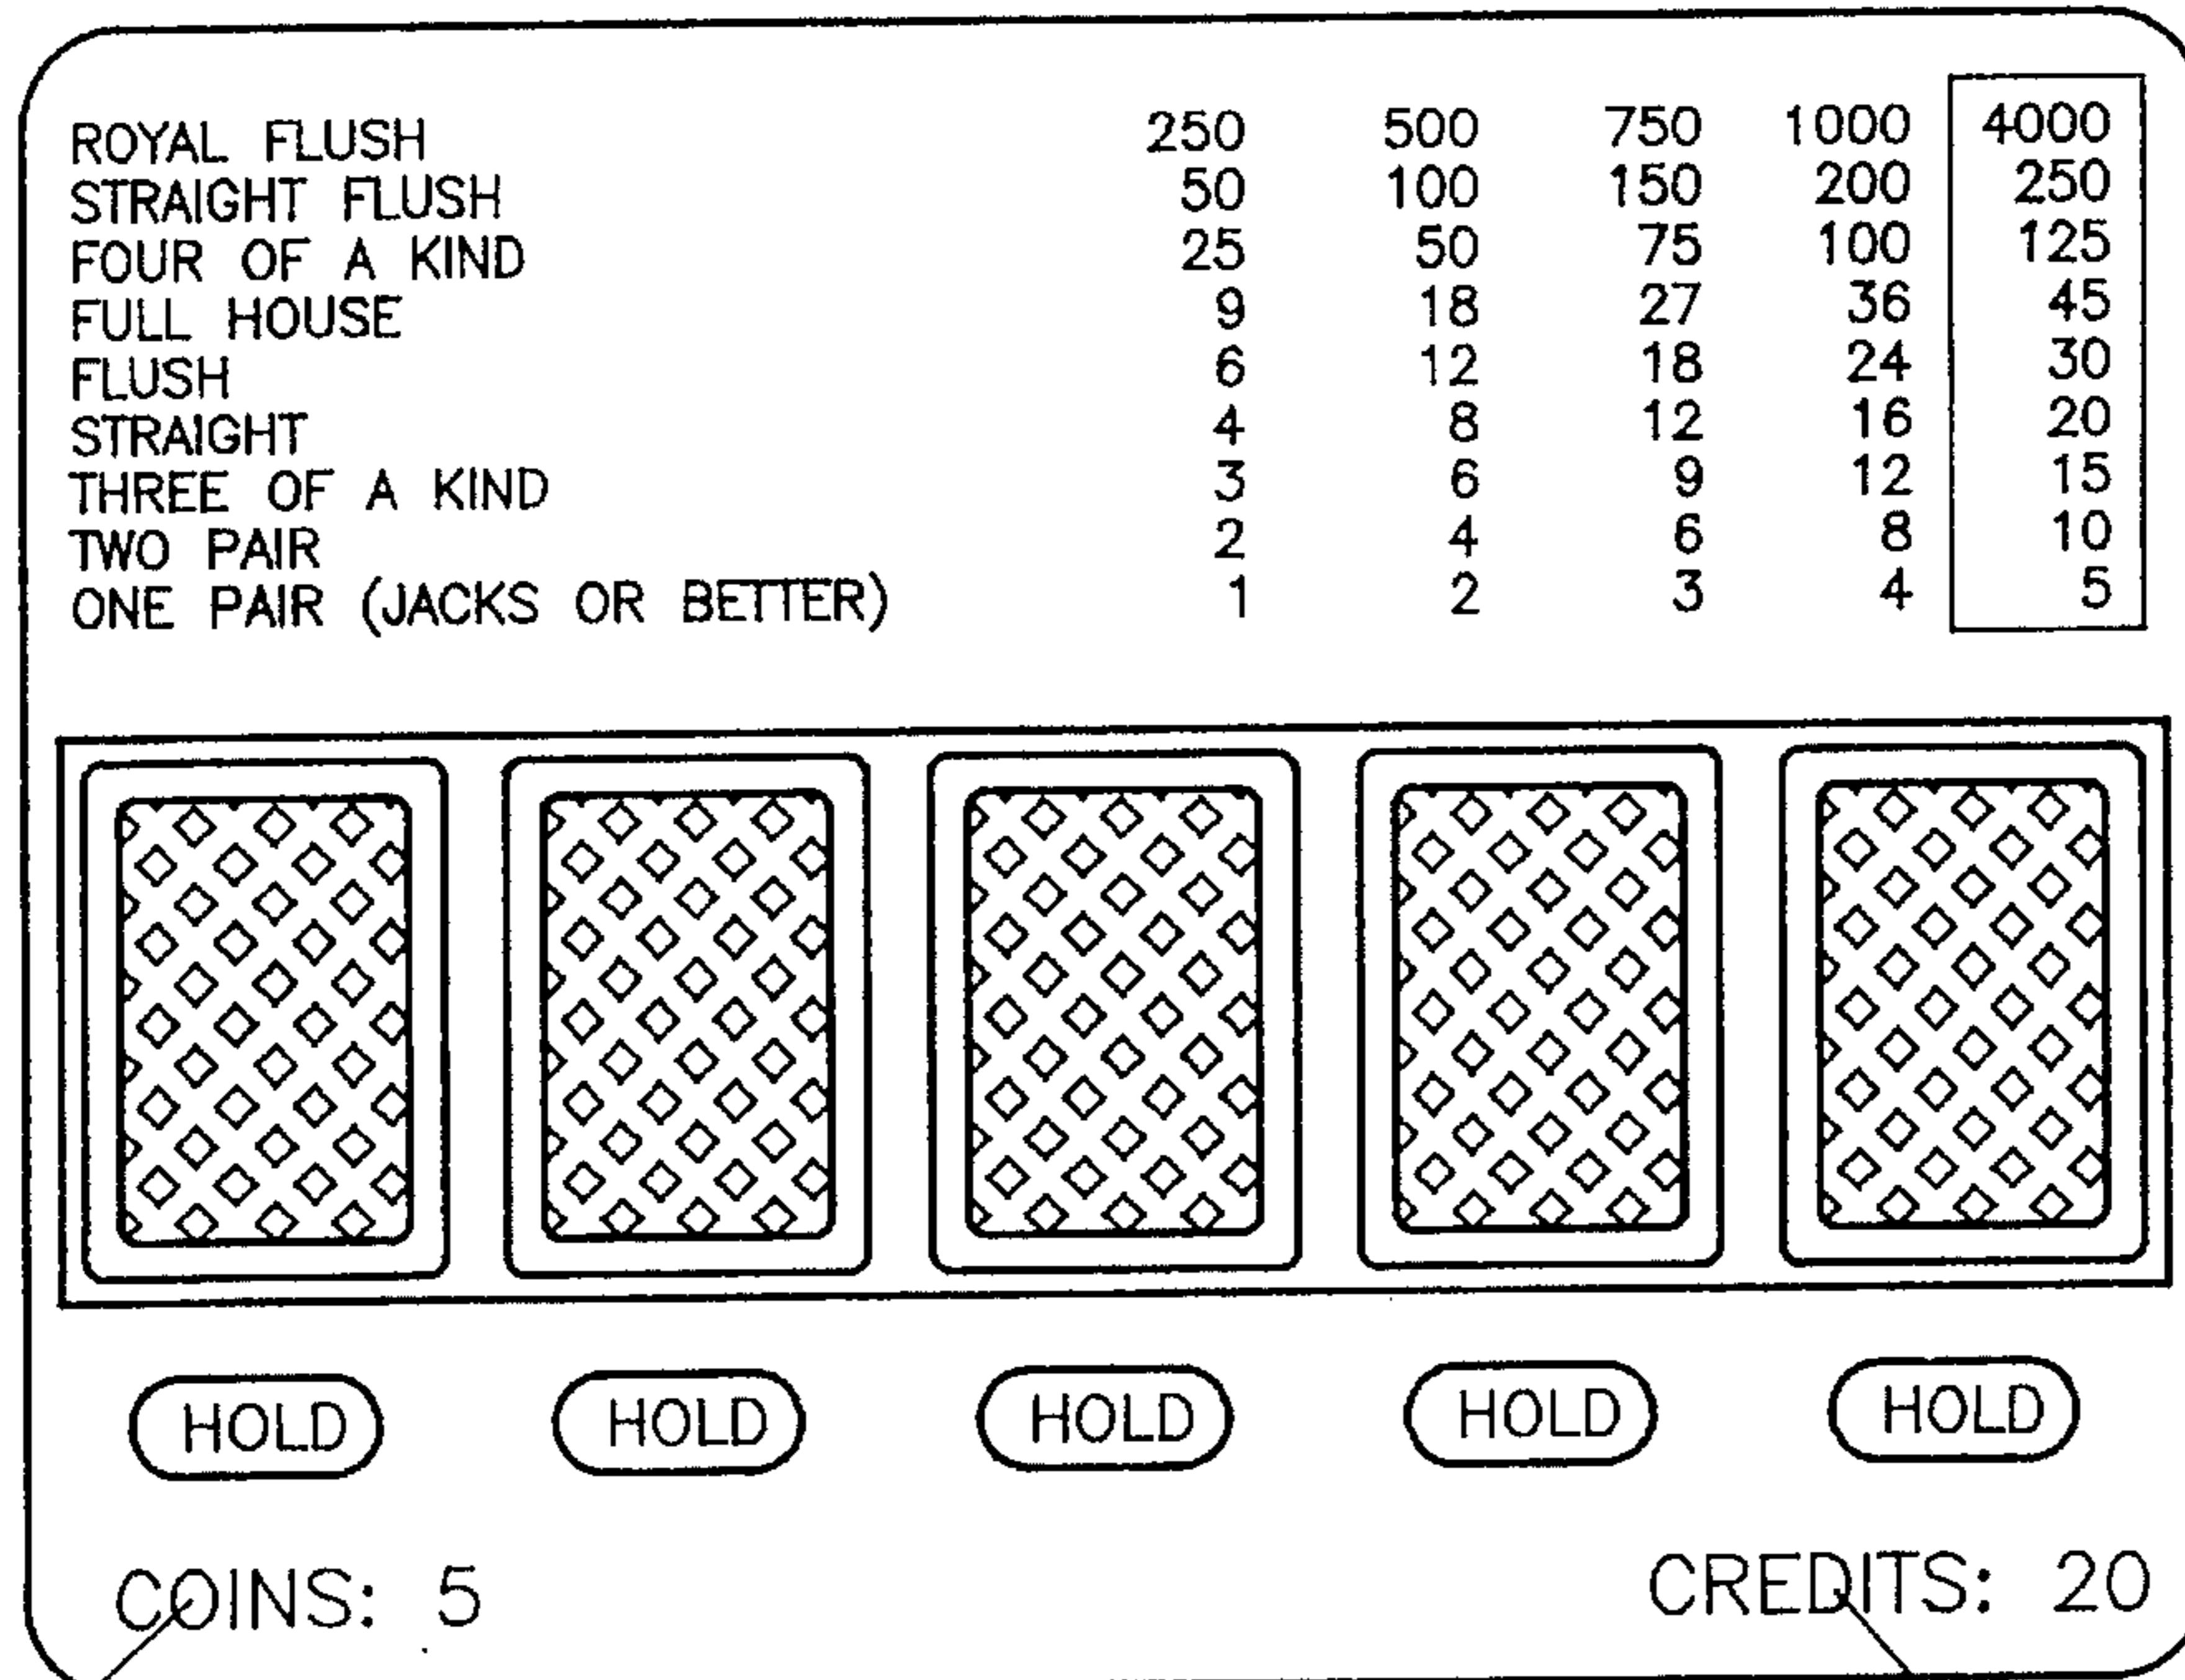 ROYAL FLUSH 250 500 750 1000 4000
STRAIGHT FLUSH 50 100 150 200 250
FOUR OF A KIND 25 50 75 100 125
FULL HOUSE 9 18 27 36 45
FLUSH 6 12 18 24 30
STRAIGHT 4 8 12 16 20
THREE OF A KIND 3 6 9 12 15
TWO PAIR 2 4 6 8 10
ONE PAIR (JACKS OR BETTER) 1 2 3 4 5
HOLD HOLD HOLD HOLD HOLD
COINS: 5 CREDITS: 20